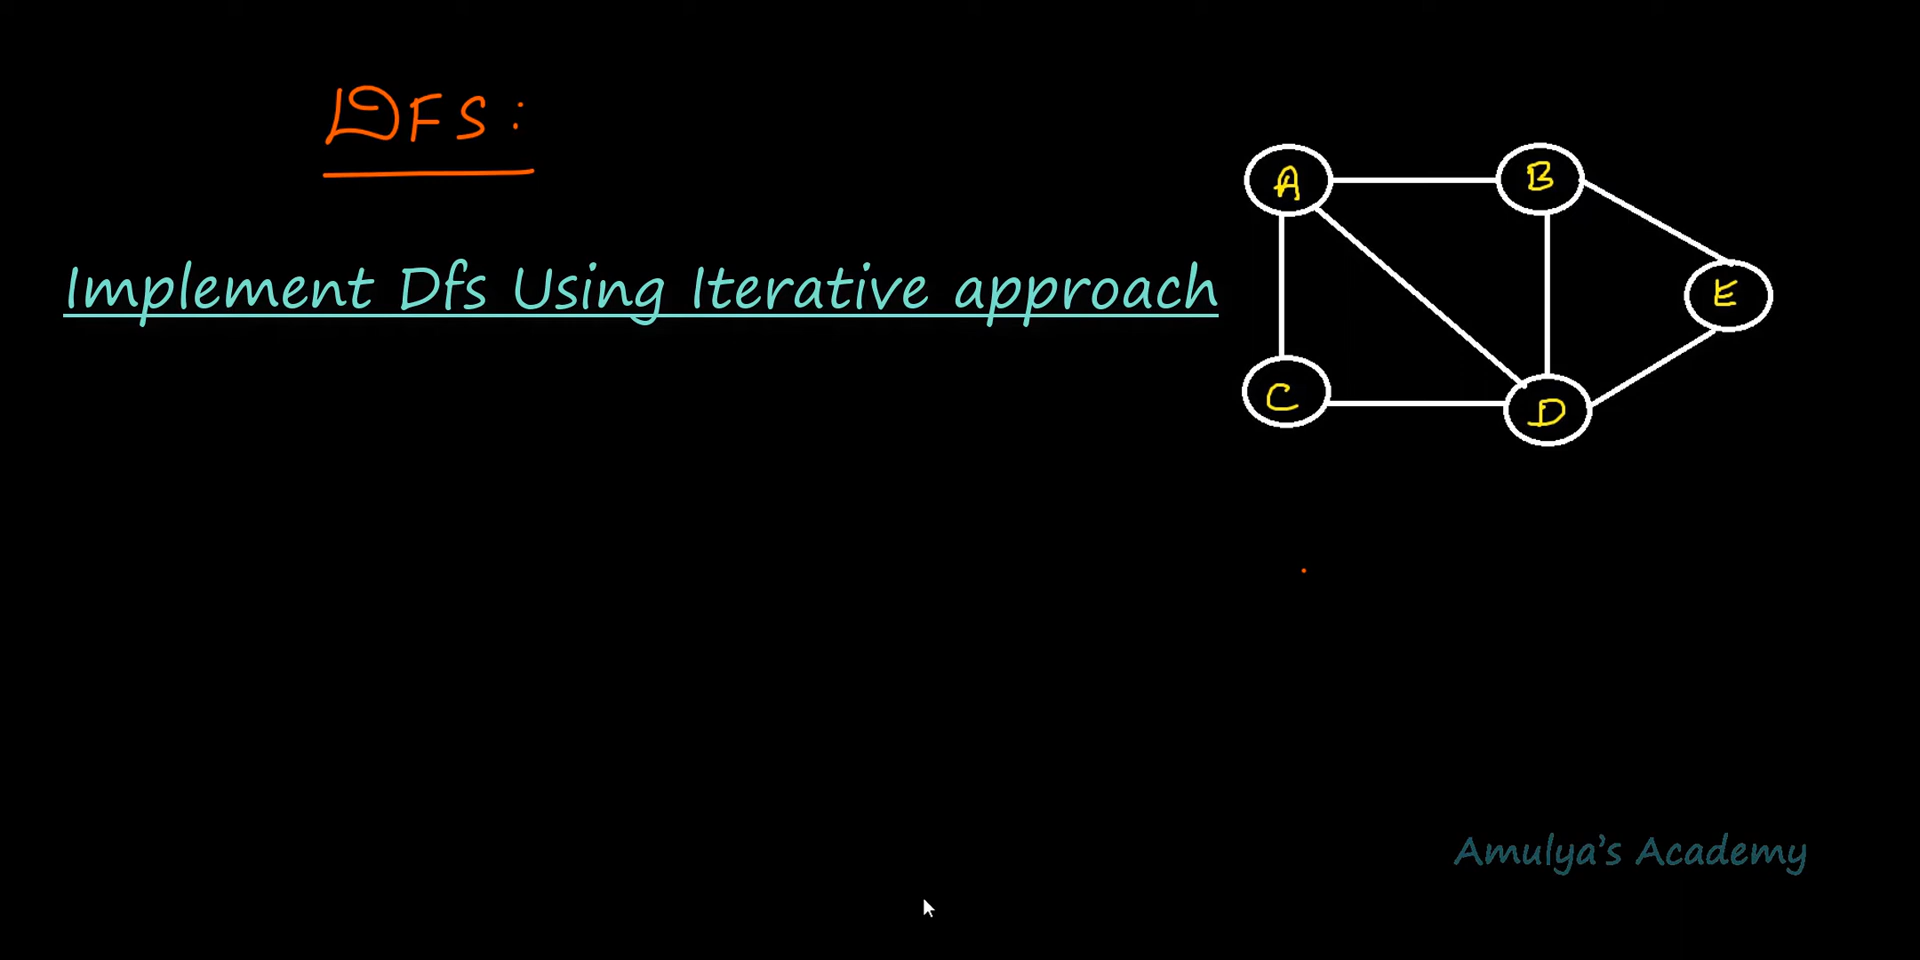 DFS:
Implement Dfs Using Iterative approach
A
B
E
C
D
Amulya's Academy